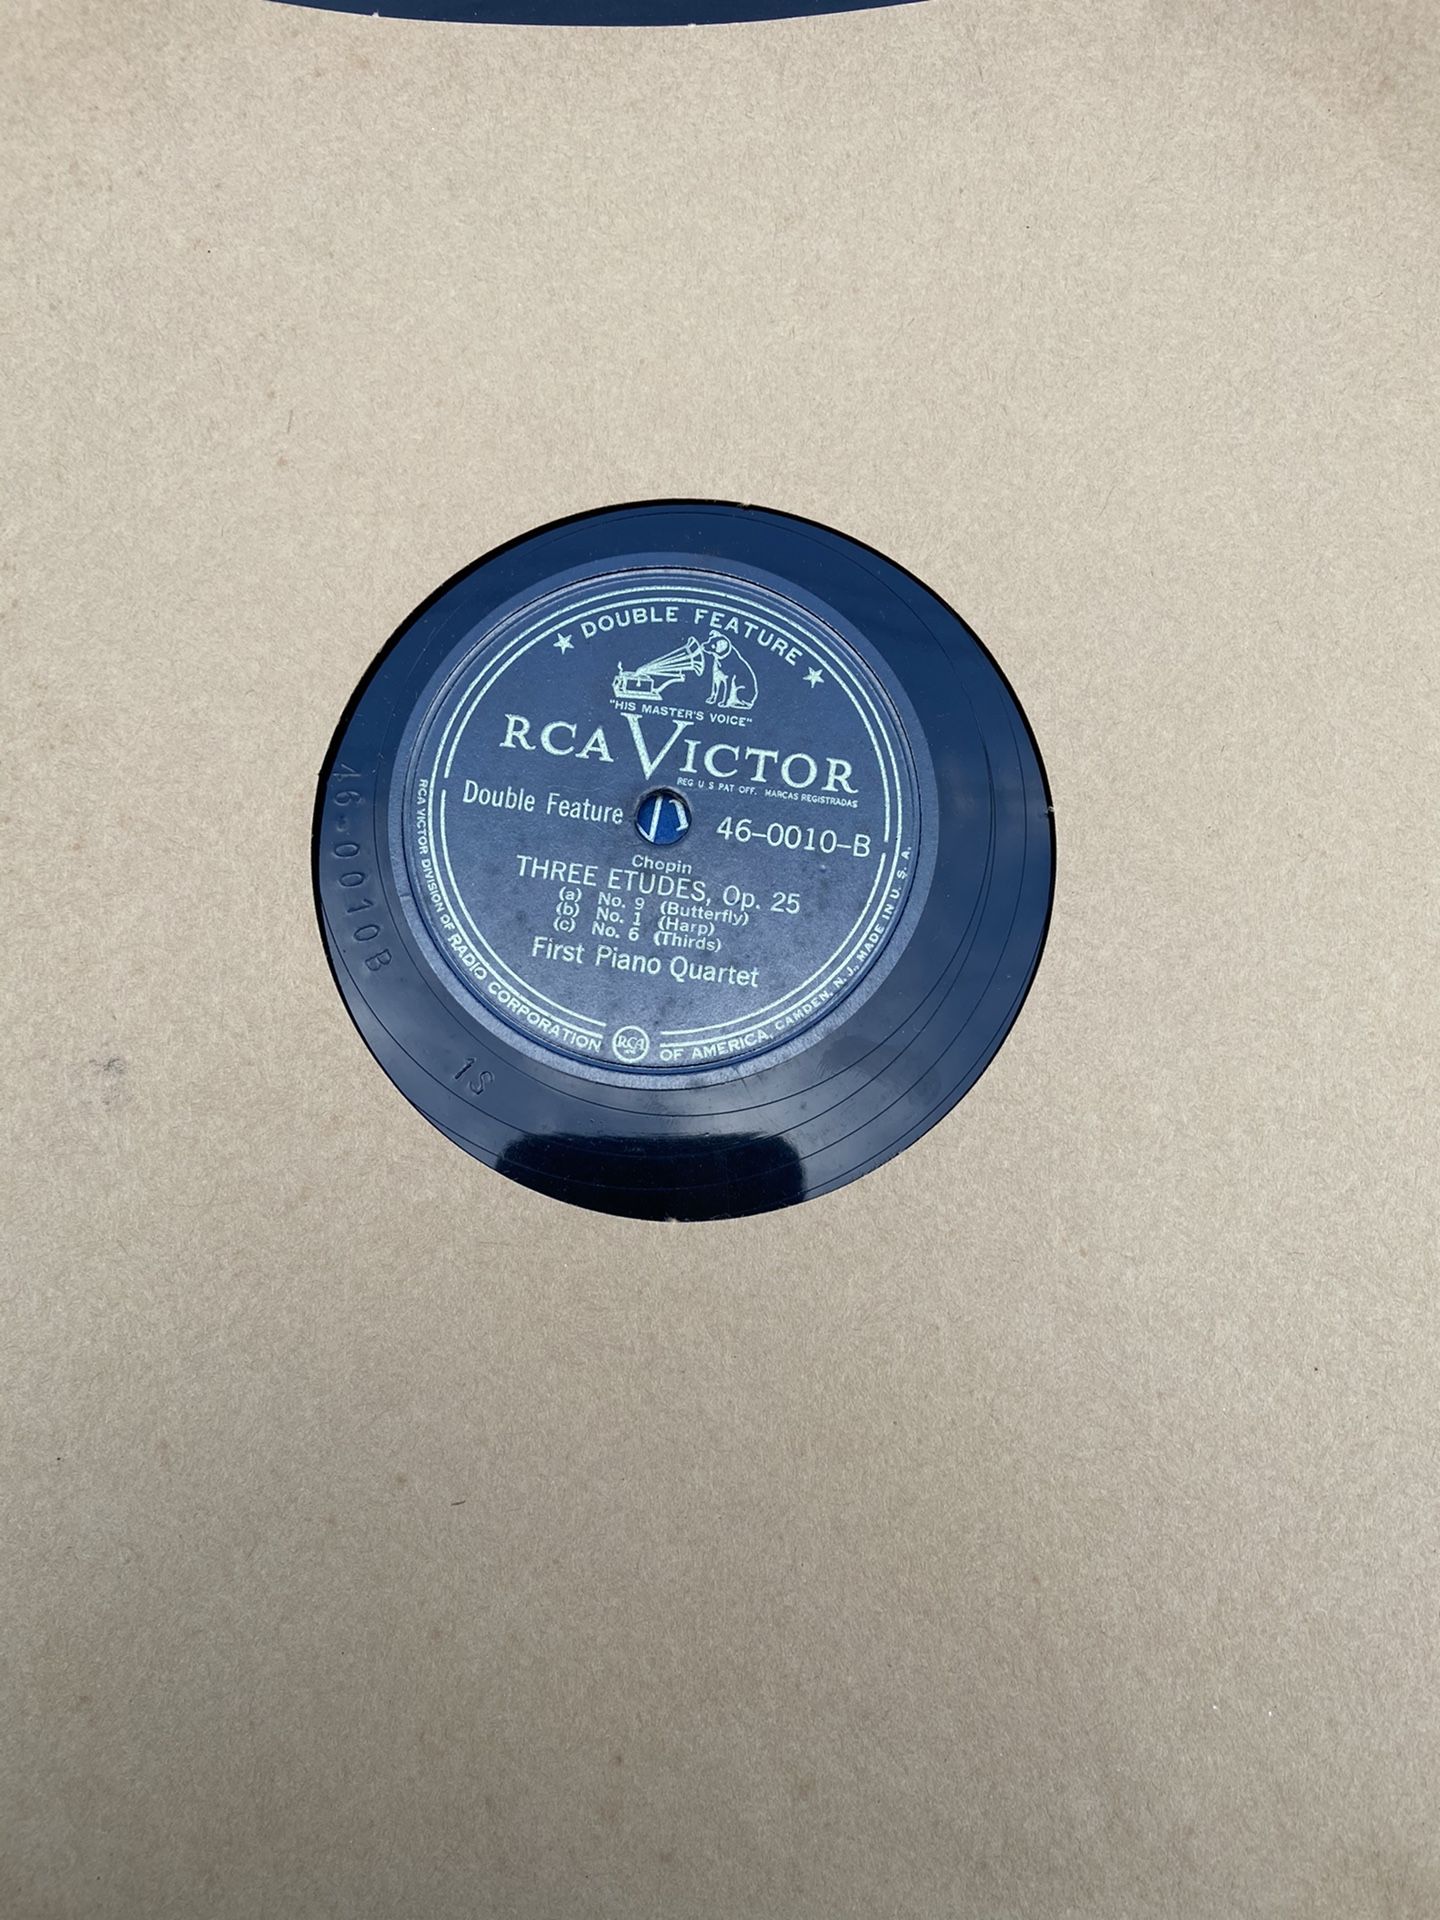 ★ DOUBLE FEATURE ★
"HIS MASTER'S VOICE"
RCA VICTOR
REG U S PAT OFF. MARCAS REGISTRADAS
Double Feature 46-0010-B
Chopin
THREE ETUDES, Op. 25
(a) No. 9 (Butterfly)
(b) No. 1 (Harp)
(c) No. 6 (Thirds)
First Piano Quartet
RCA VICTOR DIVISION OF RADIO CORPORATION RCA OF AMERICA, CAMDEN, N. J., MADE IN U. S. A.
46-0010B
1S